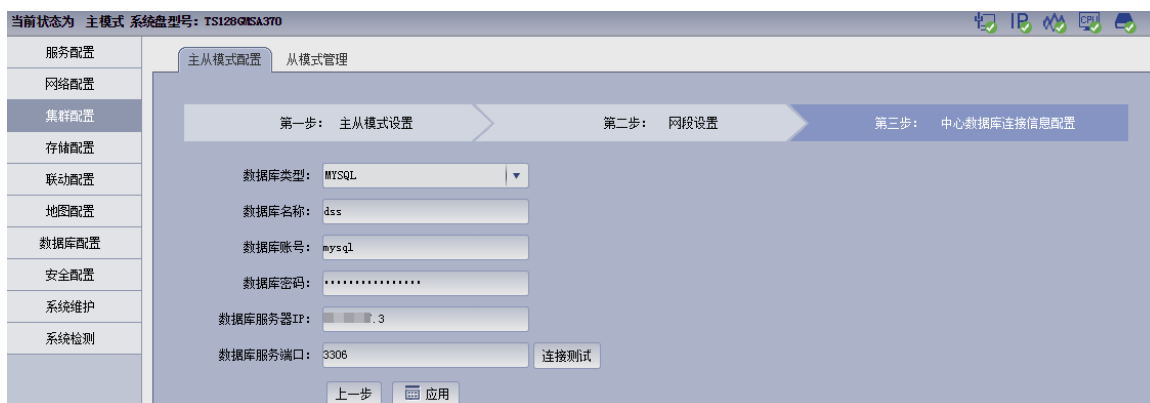 当前状态为 主模式 系统盘型号: TS128GMSA370
IP CPU
服务配置
网络配置
集群配置
存储配置
联动配置
地图配置
数据库配置
安全配置
系统维护
系统检测
主从模式配置 从模式管理
第一步: 主从模式设置 第二步: 网段设置 第三步: 中心数据库连接信息配置
数据库类型: MYSQL
数据库名称: dss
数据库账号: mysql
数据库密码: ················
数据库服务器IP: .3
数据库服务端口: 3306 连接测试
上一步 应用